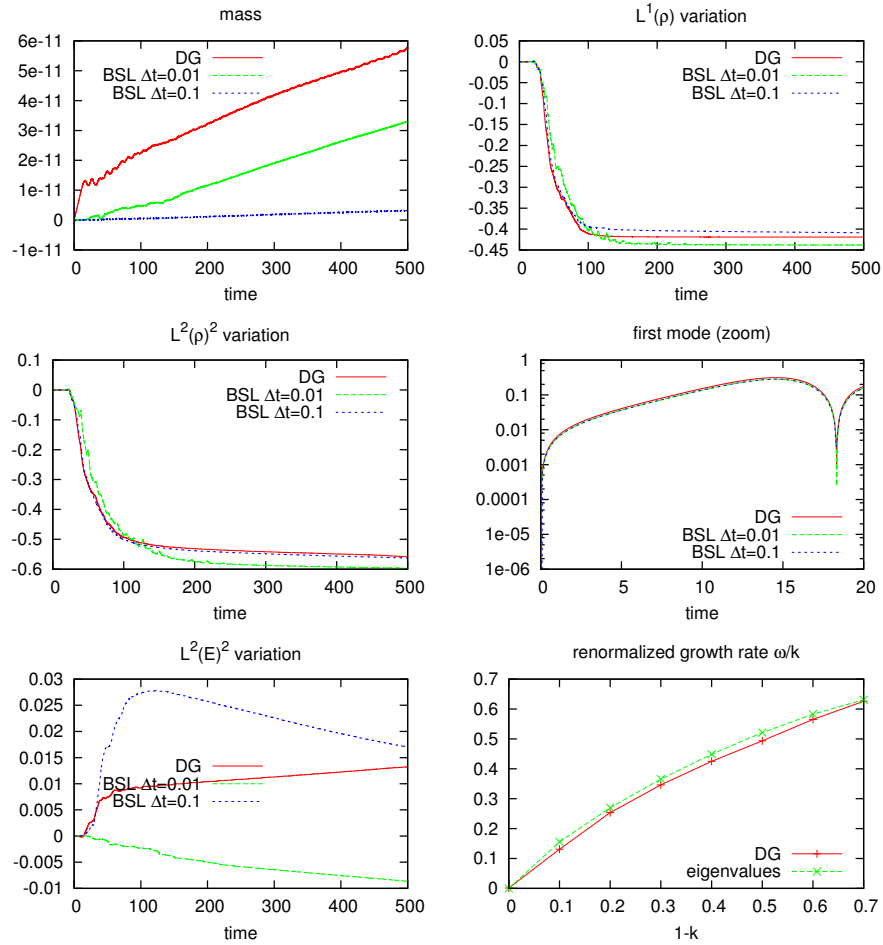 mass
6e-11
5e-11
4e-11
3e-11
2e-11
1e-11
0
-1e-11
DG
BSL Δt=0.01
BSL Δt=0.1
0 100 200 300 400 500
time
L¹(ρ) variation
0.05
0
-0.05
-0.1
-0.15
-0.2
-0.25
-0.3
-0.35
-0.4
-0.45
DG
BSL Δt=0.01
BSL Δt=0.1
0 100 200 300 400 500
time
L²(ρ)² variation
0.1
0
-0.1
-0.2
-0.3
-0.4
-0.5
-0.6
DG
BSL Δt=0.01
BSL Δt=0.1
0 100 200 300 400 500
time
first mode (zoom)
1
0.1
0.01
0.001
0.0001
1e-05
1e-06
DG
BSL Δt=0.01
BSL Δt=0.1
0 5 10 15 20
time
L²(E)² variation
0.03
0.025
0.02
0.015
0.01
0.005
0
-0.005
-0.01
DG
BSL Δt=0.01
BSL Δt=0.1
0 100 200 300 400 500
time
renormalized growth rate ω/k
0.7
0.6
0.5
0.4
0.3
0.2
0.1
0
DG
eigenvalues
0 0.1 0.2 0.3 0.4 0.5 0.6 0.7
1-k